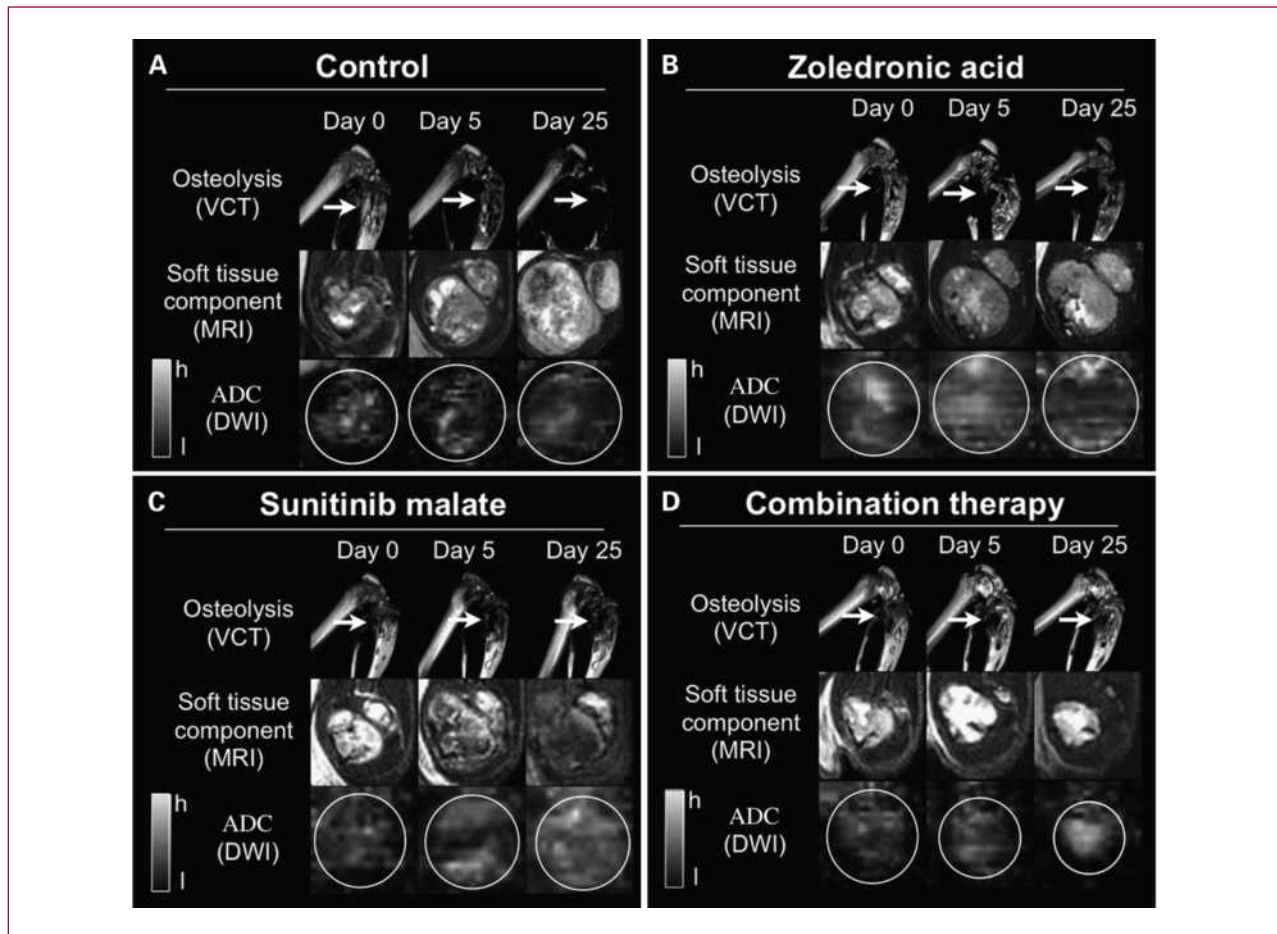 A
Control
Day 0 Day 5 Day 25
Osteolysis
(VCT)
Soft tissue
component
(MRI)
h
ADC
(DWI)
l
B
Zoledronic acid
Day 0 Day 5 Day 25
Osteolysis
(VCT)
Soft tissue
component
(MRI)
h
ADC
(DWI)
l
C
Sunitinib malate
Day 0 Day 5 Day 25
Osteolysis
(VCT)
Soft tissue
component
(MRI)
h
ADC
(DWI)
l
D
Combination therapy
Day 0 Day 5 Day 25
Osteolysis
(VCT)
Soft tissue
component
(MRI)
h
ADC
(DWI)
l